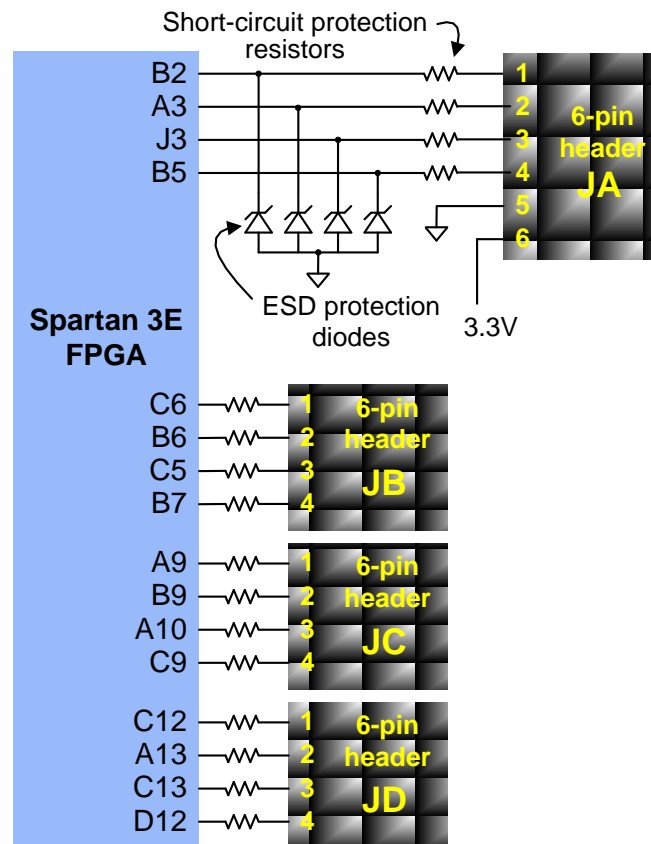 Short-circuit protection
resistors
B2
A3
J3
B5
1
2
3
4
5
6
6-pin
header
JA
ESD protection
diodes
3.3V
Spartan 3E
FPGA
C6
B6
C5
B7
1
2
3
4
6-pin
header
JB
A9
B9
A10
C9
1
2
3
4
6-pin
header
JC
C12
A13
C13
D12
1
2
3
4
6-pin
header
JD